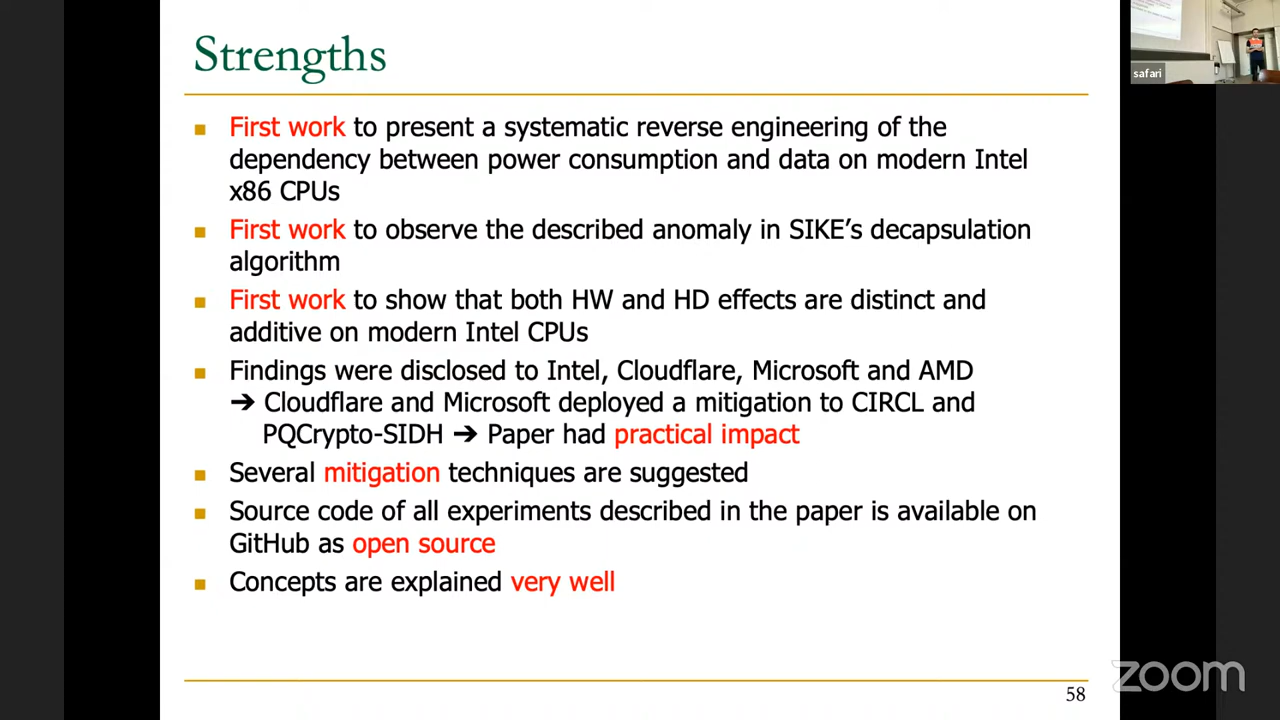 Strengths
■ First work to present a systematic reverse engineering of the
dependency between power consumption and data on modern Intel
x86 CPUs
■ First work to observe the described anomaly in SIKE’s decapsulation
algorithm
■ First work to show that both HW and HD effects are distinct and
additive on modern Intel CPUs
■ Findings were disclosed to Intel, Cloudflare, Microsoft and AMD
➔ Cloudflare and Microsoft deployed a mitigation to CIRCL and
PQCrypto-SIDH ➔ Paper had practical impact
■ Several mitigation techniques are suggested
■ Source code of all experiments described in the paper is available on
GitHub as open source
■ Concepts are explained very well
58
safari
zoom